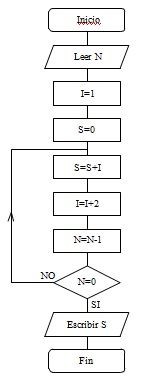 Inicio
Leer N
I=1
S=0
S=S+I
I=I+2
N=N-1
NO
N=0
SI
Escribir S
Fin